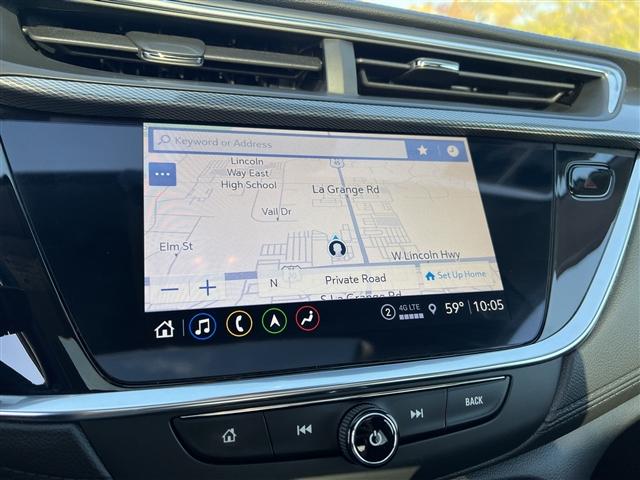 Keyword or Address
Lincoln
Way East
High School
45
La Grange Rd
Vail Dr
Elm St
W Lincoln Hwy
N
Private Road
Set Up Home
S La Grange Rd
2
4G LTE
59°
10:05
BACK